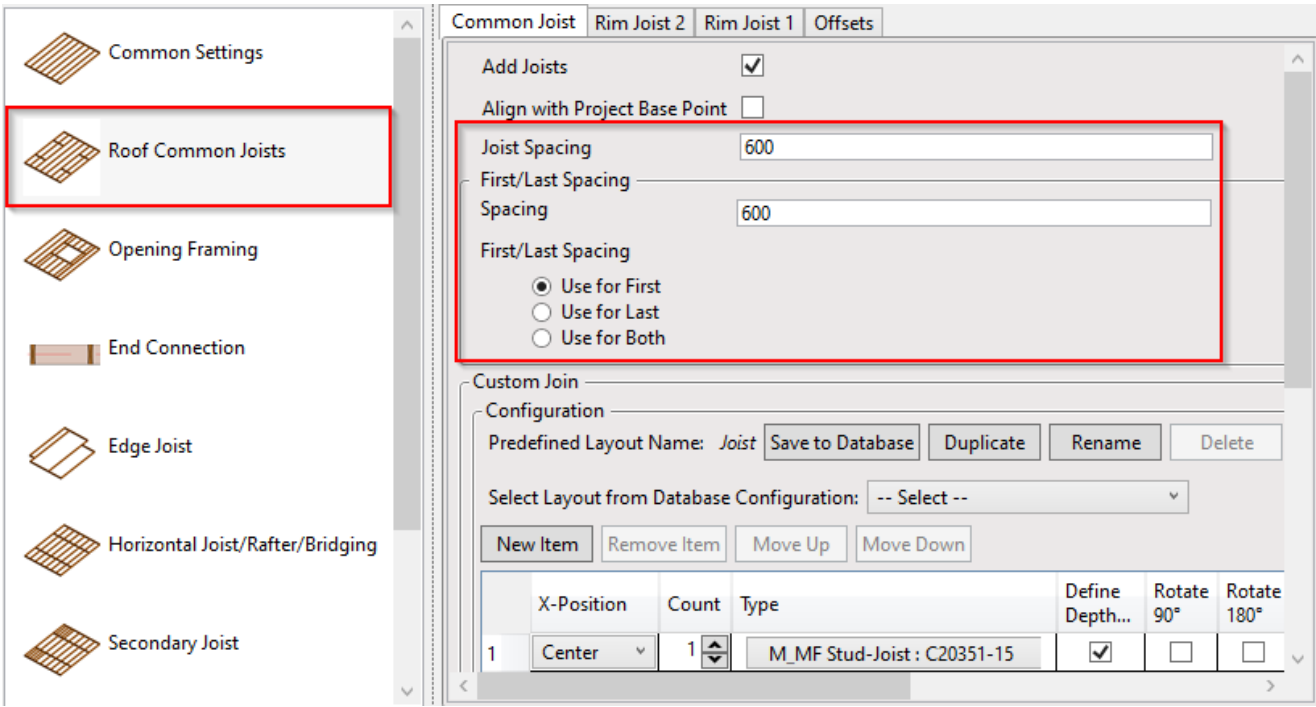 Common Settings
Roof Common Joists
Opening Framing
End Connection
Edge Joist
Horizontal Joist/Rafter/Bridging
Secondary Joist
Common Joist Rim Joist 2 Rim Joist 1 Offsets
Add Joists
Align with Project Base Point
Joist Spacing 600
First/Last Spacing
Spacing 600
First/Last Spacing
Use for First
Use for Last
Use for Both
Custom Join
Configuration
Predefined Layout Name: Joist Save to Database Duplicate Rename Delete
Select Layout from Database Configuration: -- Select --
New Item Remove Item Move Up Move Down
X-Position Count Type Define Depth... Rotate 90° Rotate 180°
1 Center 1 M_MF Stud-Joist : C20351-15